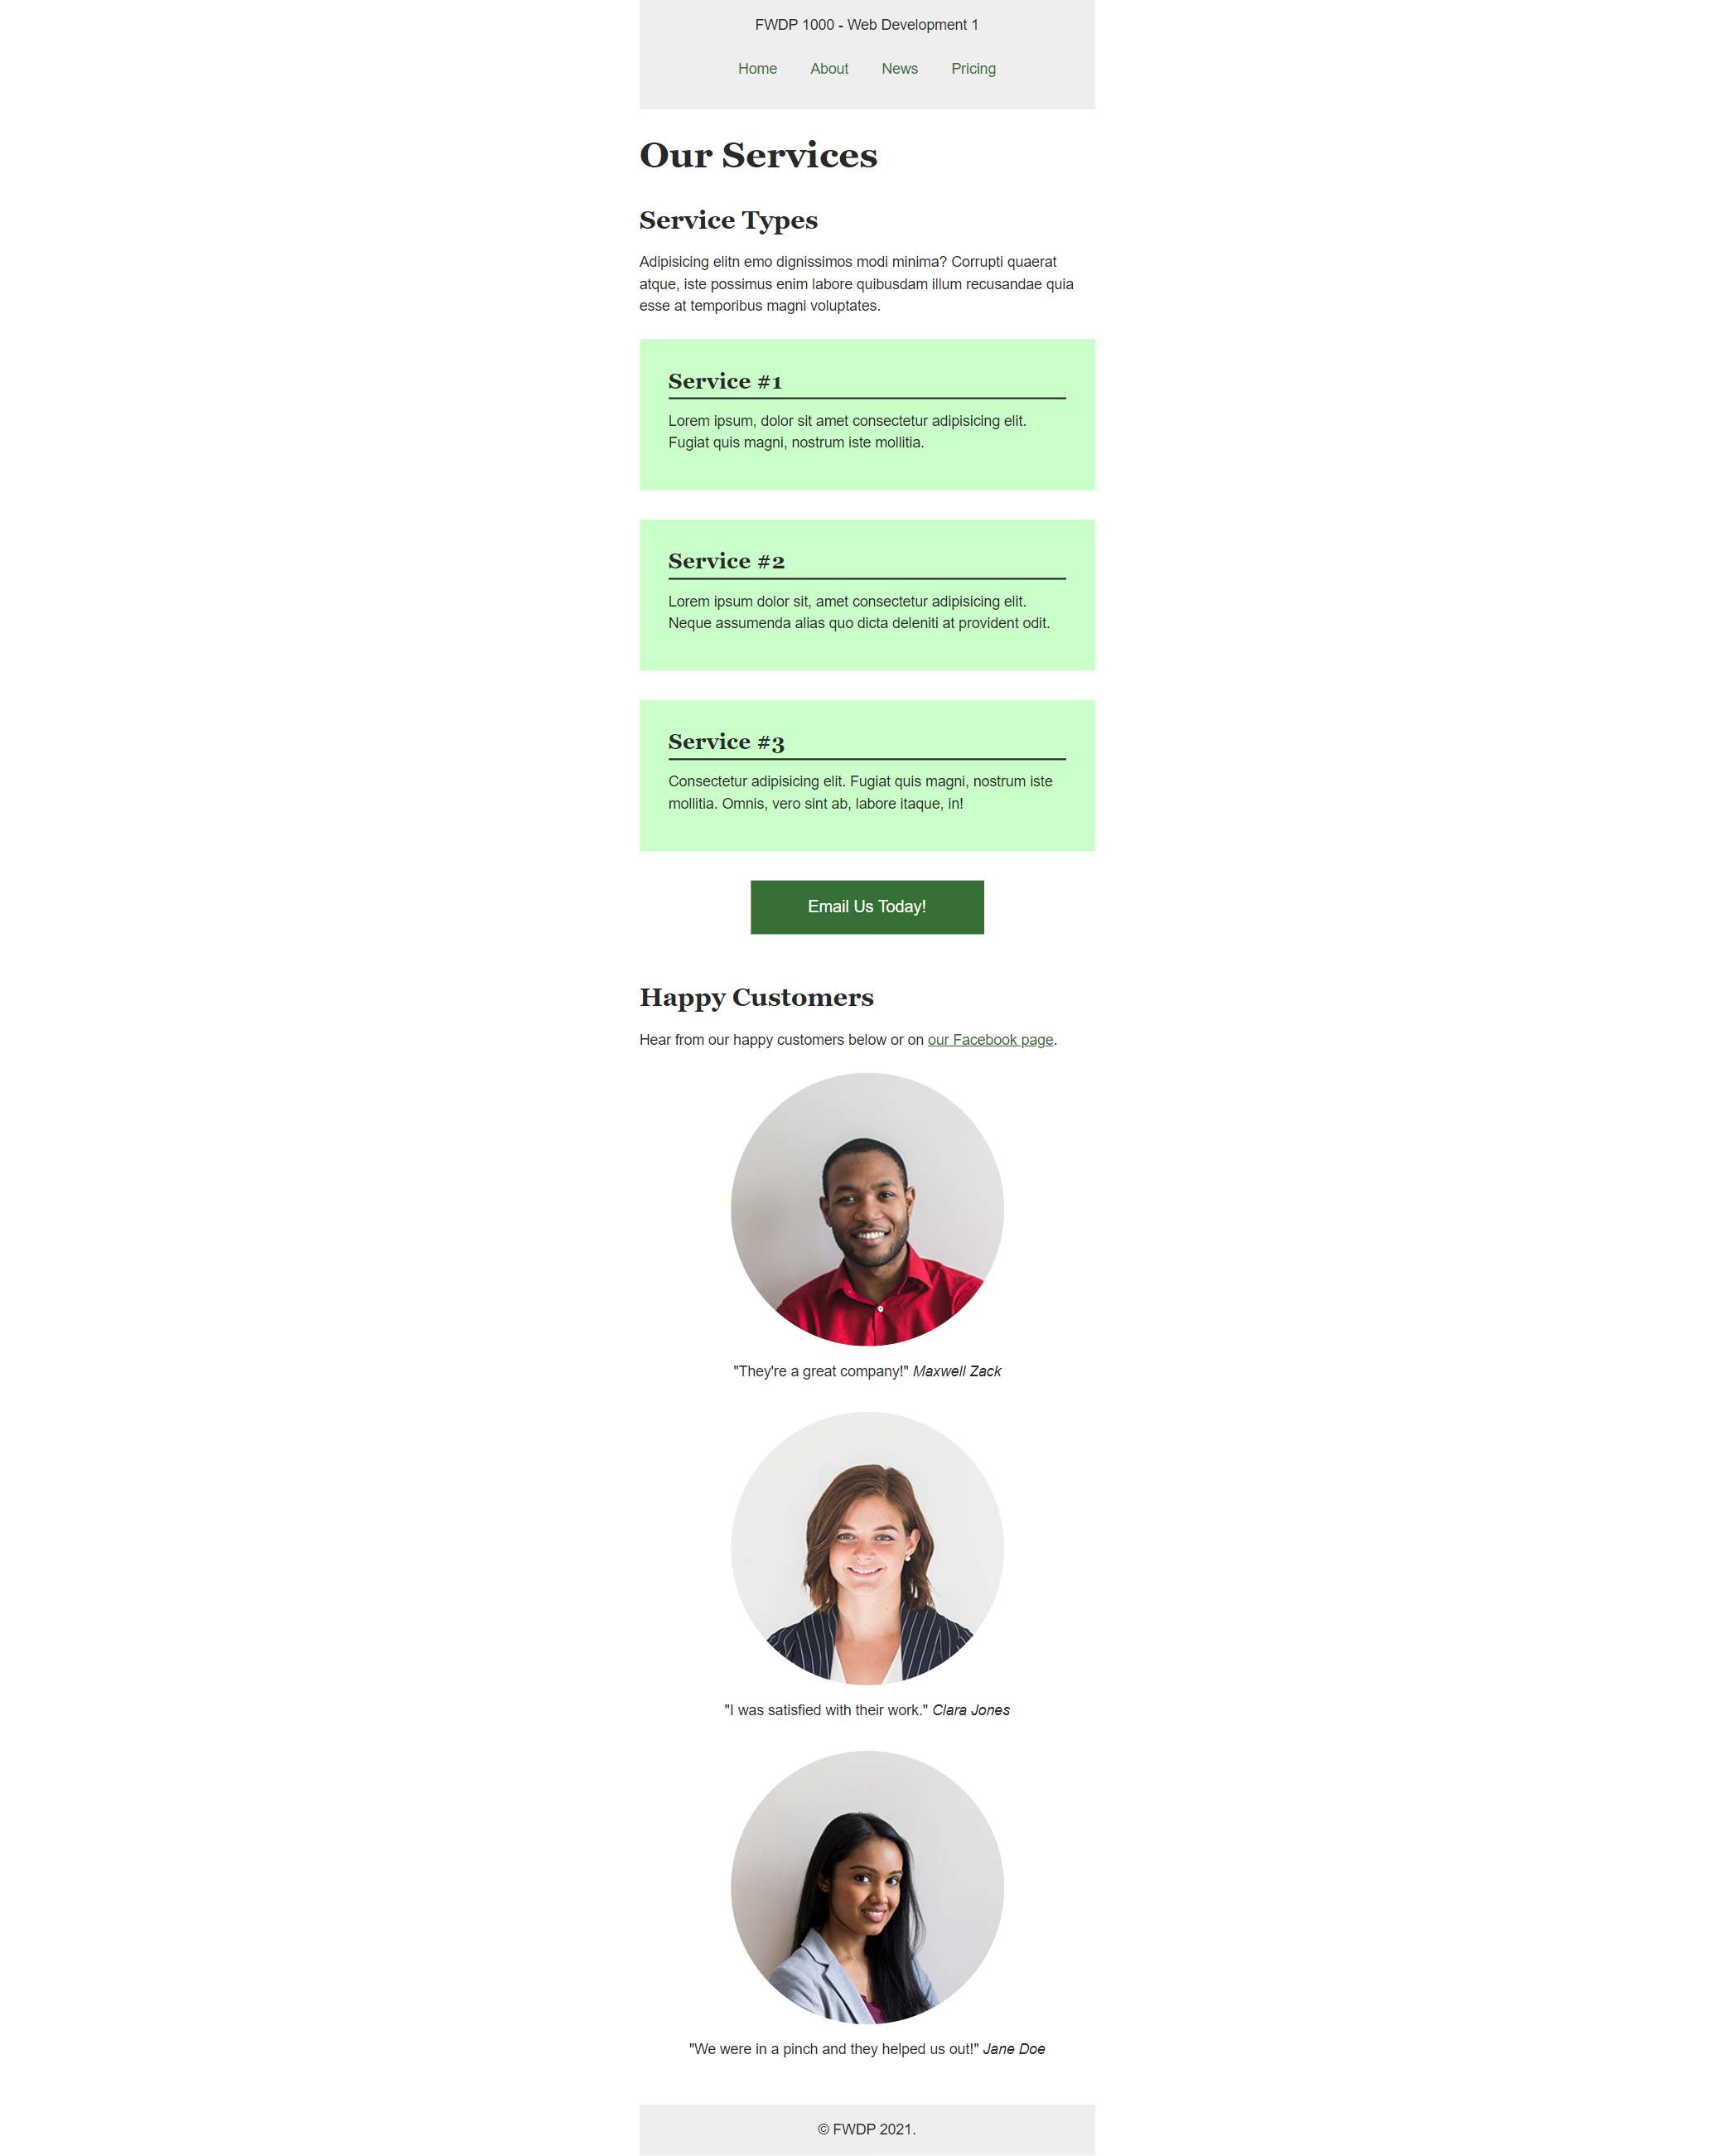 FWDP 1000 - Web Development 1
Home About News Pricing
Our Services
Service Types
Adipisicing elitn emo dignissimos modi minima? Corrupti quaerat
atque, iste possimus enim labore quibusdam illum recusandae quia
esse at temporibus magni voluptates.
Service #1
Lorem ipsum, dolor sit amet consectetur adipisicing elit.
Fugiat quis magni, nostrum iste mollitia.
Service #2
Lorem ipsum dolor sit, amet consectetur adipisicing elit.
Neque assumenda alias quo dicta deleniti at provident odit.
Service #3
Consectetur adipisicing elit. Fugiat quis magni, nostrum iste
mollitia. Omnis, vero sint ab, labore itaque, in!
Email Us Today!
Happy Customers
Hear from our happy customers below or on our Facebook page.
"They're a great company!" Maxwell Zack
"I was satisfied with their work." Clara Jones
"We were in a pinch and they helped us out!" Jane Doe
© FWDP 2021.